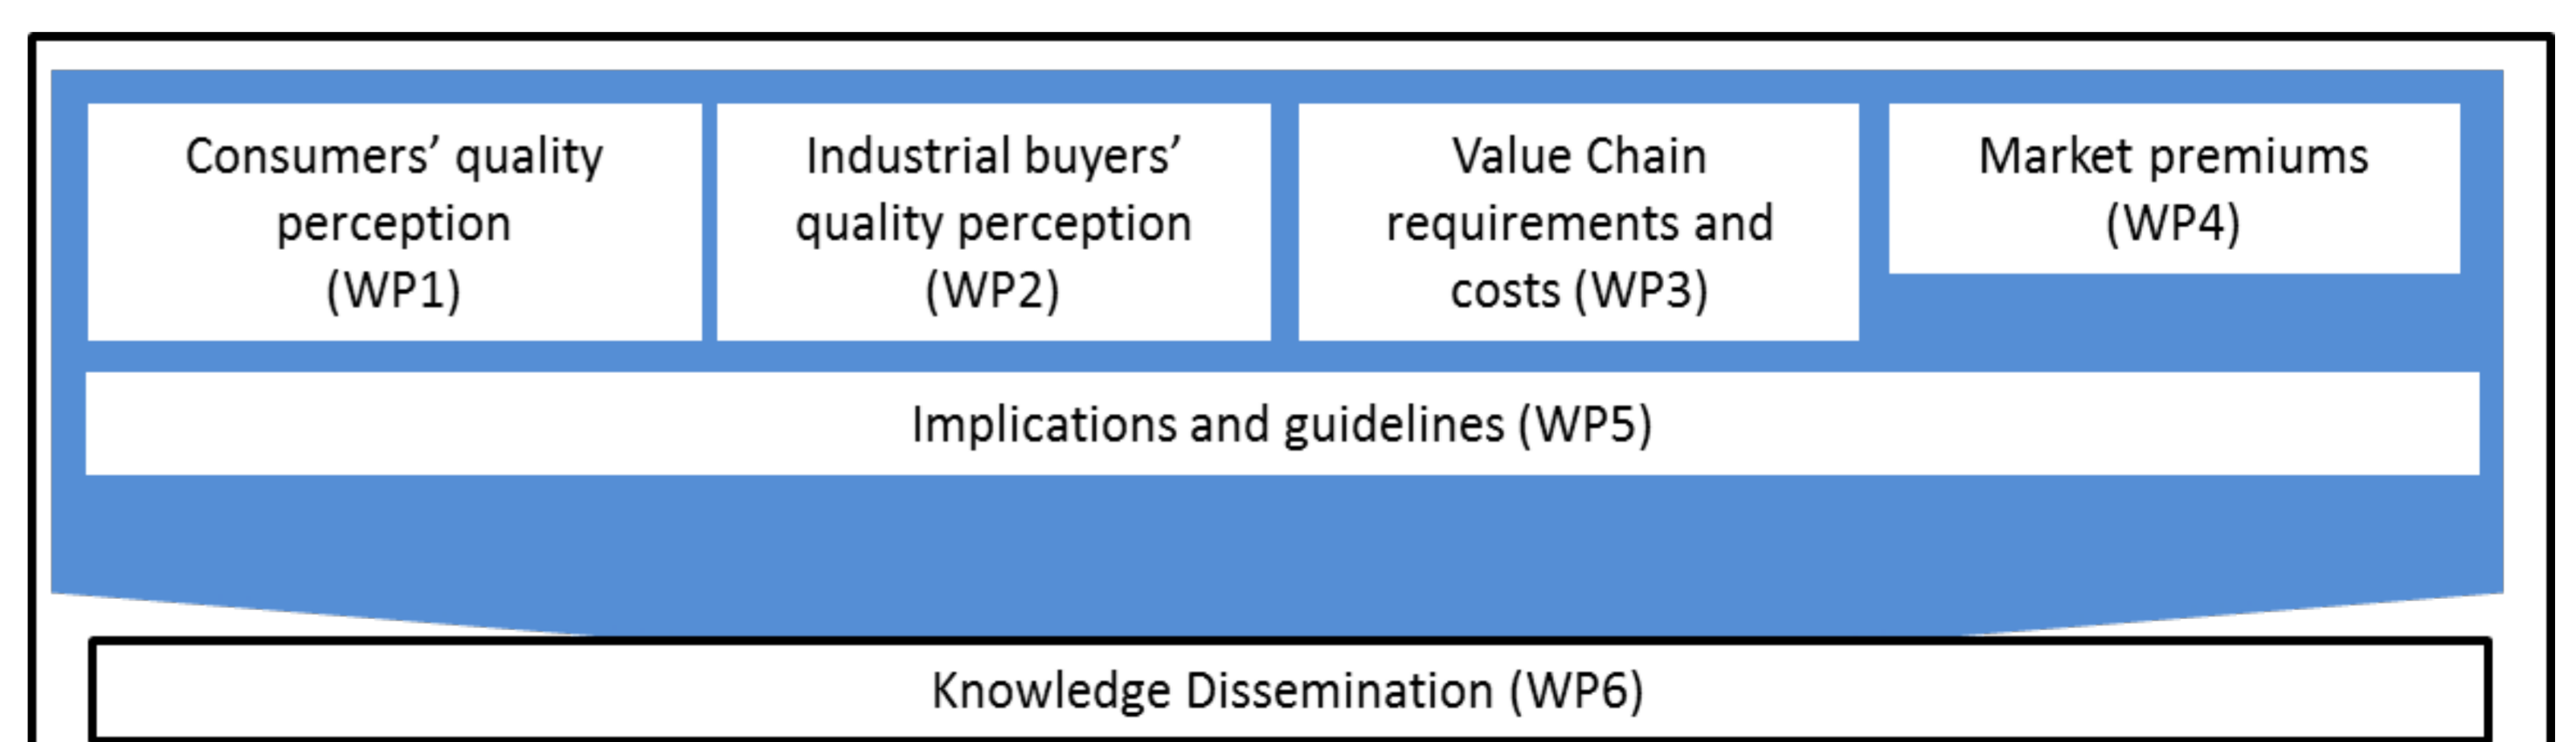 Consumers’ quality
perception
(WP1)
Industrial buyers’
quality perception
(WP2)
Value Chain
requirements and
costs (WP3)
Market premiums
(WP4)
Implications and guidelines (WP5)
Knowledge Dissemination (WP6)